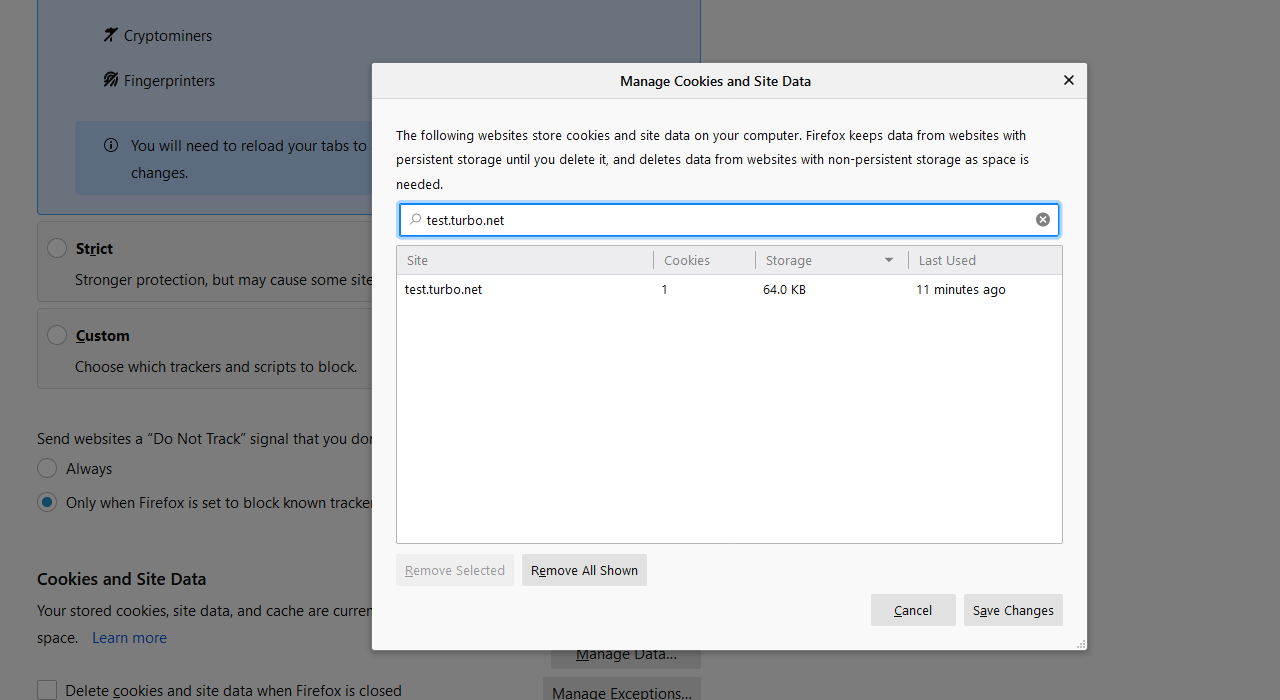 Cryptominers
Fingerprinters
You will need to reload your tabs to
changes.
Strict
Stronger protection, but may cause some site
Custom
Choose which trackers and scripts to block.
Send websites a “Do Not Track” signal that you don
Always
Only when Firefox is set to block known tracker
Cookies and Site Data
Your stored cookies, site data, and cache are curren
space. Learn more
Delete cookies and site data when Firefox is closed
Manage Data...
Manage Exceptions...
Manage Cookies and Site Data
The following websites store cookies and site data on your computer. Firefox keeps data from websites with
persistent storage until you delete it, and deletes data from websites with non-persistent storage as space is
needed.
test.turbo.net
Site Cookies Storage Last Used
test.turbo.net 1 64.0 KB 11 minutes ago
Remove Selected Remove All Shown
Cancel Save Changes